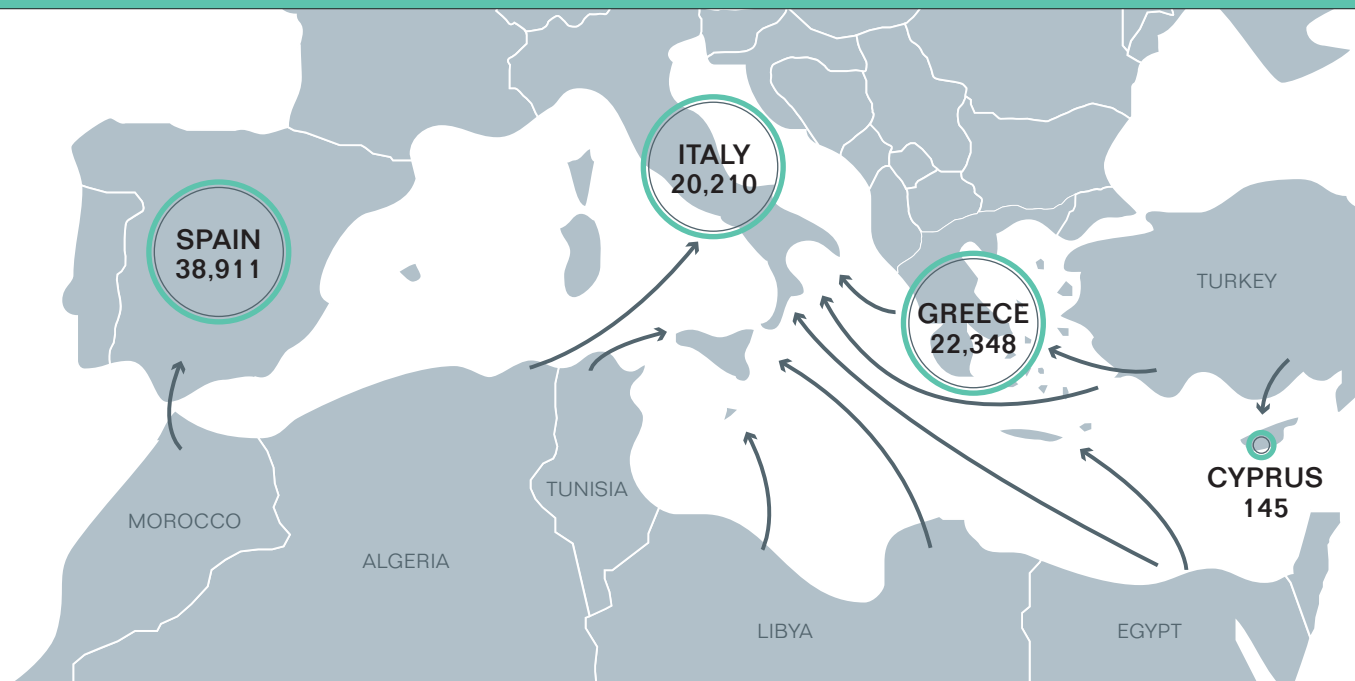 ITALY
20,210
SPAIN
38,911
TURKEY
GREECE
22,348
CYPRUS
145
TUNISIA
MOROCCO
ALGERIA
LIBYA
EGYPT